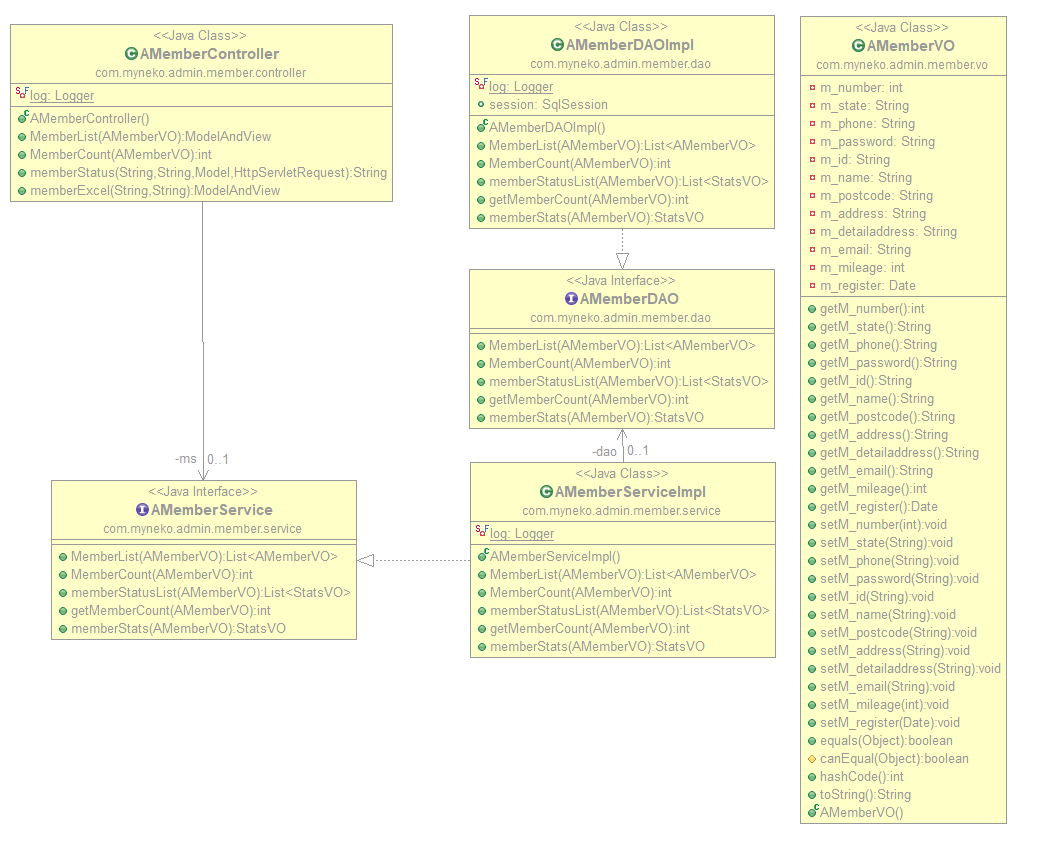 <<Java Class>>
AMemberController
com.myneko.admin.member.controller
log: Logger
AMemberController()
MemberList(AMemberVO):ModelAndView
MemberCount(AMemberVO):int
memberStatus(String,String,Model,HttpServletRequest):String
memberExcel(String,String):ModelAndView
-ms 0..1
<<Java Interface>>
AMemberService
com.myneko.admin.member.service
MemberList(AMemberVO):List<AMemberVO>
MemberCount(AMemberVO):int
memberStatusList(AMemberVO):List<StatsVO>
getMemberCount(AMemberVO):int
memberStats(AMemberVO):StatsVO
<<Java Class>>
AMemberDAOImpl
com.myneko.admin.member.dao
log: Logger
session: SqlSession
AMemberDAOImpl()
MemberList(AMemberVO):List<AMemberVO>
MemberCount(AMemberVO):int
memberStatusList(AMemberVO):List<StatsVO>
getMemberCount(AMemberVO):int
memberStats(AMemberVO):StatsVO
<<Java Interface>>
AMemberDAO
com.myneko.admin.member.dao
MemberList(AMemberVO):List<AMemberVO>
MemberCount(AMemberVO):int
memberStatusList(AMemberVO):List<StatsVO>
getMemberCount(AMemberVO):int
memberStats(AMemberVO):StatsVO
-dao 0..1
<<Java Class>>
AMemberServiceImpl
com.myneko.admin.member.service
log: Logger
AMemberServiceImpl()
MemberList(AMemberVO):List<AMemberVO>
MemberCount(AMemberVO):int
memberStatusList(AMemberVO):List<StatsVO>
getMemberCount(AMemberVO):int
memberStats(AMemberVO):StatsVO
<<Java Class>>
AMemberVO
com.myneko.admin.member.vo
m_number: int
m_state: String
m_phone: String
m_password: String
m_id: String
m_name: String
m_postcode: String
m_address: String
m_detailaddress: String
m_email: String
m_mileage: int
m_register: Date
getM_number():int
getM_state():String
getM_phone():String
getM_password():String
getM_id():String
getM_name():String
getM_postcode():String
getM_address():String
getM_detailaddress():String
getM_email():String
getM_mileage():int
getM_register():Date
setM_number(int):void
setM_state(String):void
setM_phone(String):void
setM_password(String):void
setM_id(String):void
setM_name(String):void
setM_postcode(String):void
setM_address(String):void
setM_detailaddress(String):void
setM_email(String):void
setM_mileage(int):void
setM_register(Date):void
equals(Object):boolean
canEqual(Object):boolean
hashCode():int
toString():String
AMemberVO()